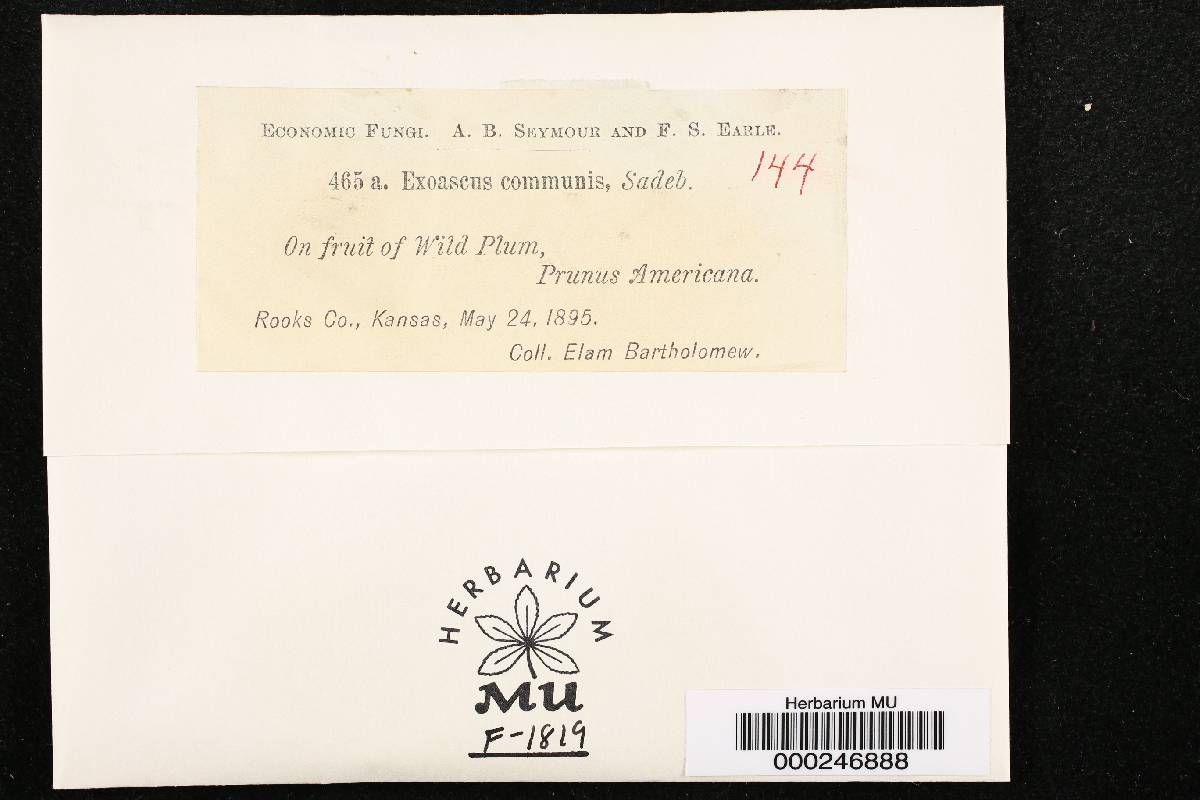 Economic Fungi. A. B. Seymour and F. S. Earle.
465 a. Exoascus communis, Sadeb.
144
On fruit of Wild Plum,
Prunus Americana.
Rooks Co., Kansas, May 24, 1895.
Coll. Elam Bartholomew.
HERBARIUM
MU
F-1819
Herbarium MU
000246888